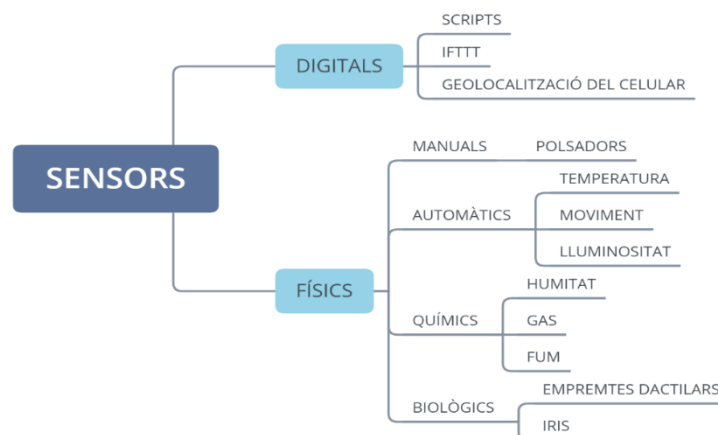 SENSORS
DIGITALS
SCRIPTS
IFTTT
GEOLOCALITZACIÓ DEL CELULAR
FÍSICS
MANUALS
POLSADORS
AUTOMÀTICS
TEMPERATURA
MOVIMENT
LLUMINOSITAT
QUÍMICS
HUMITAT
GAS
FUM
BIOLÒGICS
EMPREMTES DACTILARS
IRIS